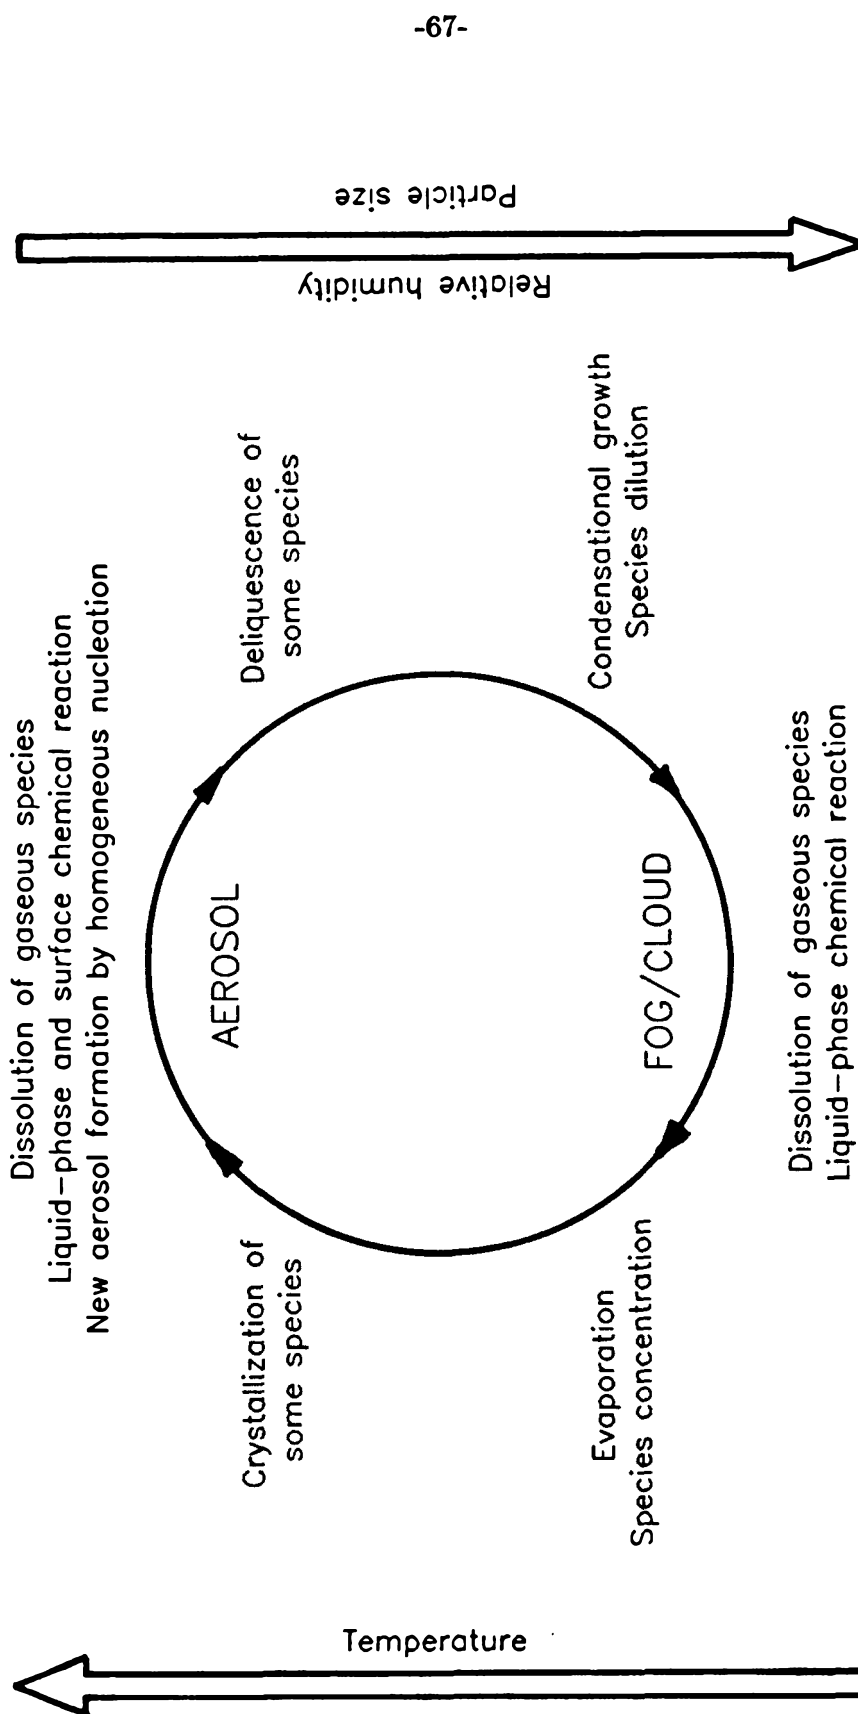 -67-
Dissolution of gaseous species
Liquid-phase and surface chemical reaction
New aerosol formation by homogeneous nucleation
Crystallization of
some species
AEROSOL
Deliquescence of
some species
Temperature
Relative humidity
Particle size
Evaporation
Species concentration
FOG/CLOUD
Condensational growth
Species dilution
Dissolution of gaseous species
Liquid-phase chemical reaction